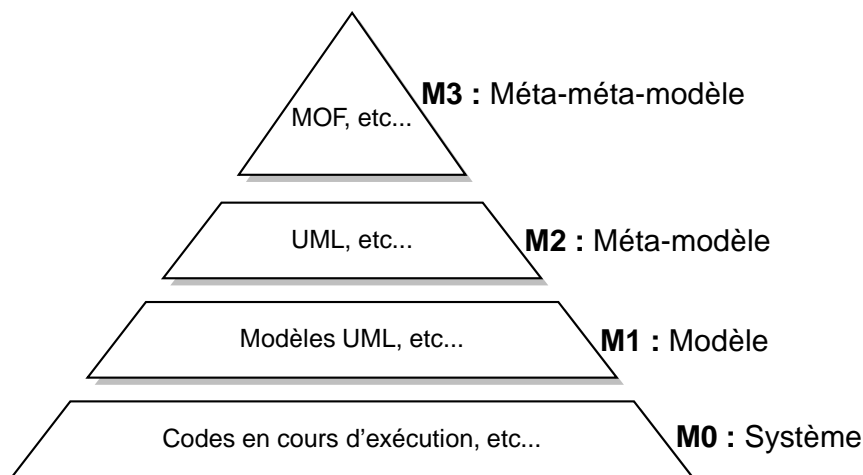 M3 : Méta-méta-modèle
MOF, etc...
UML, etc...
M2 : Méta-modèle
Modèles UML, etc...
M1 : Modèle
Codes en cours d'exécution, etc...
M0 : Système